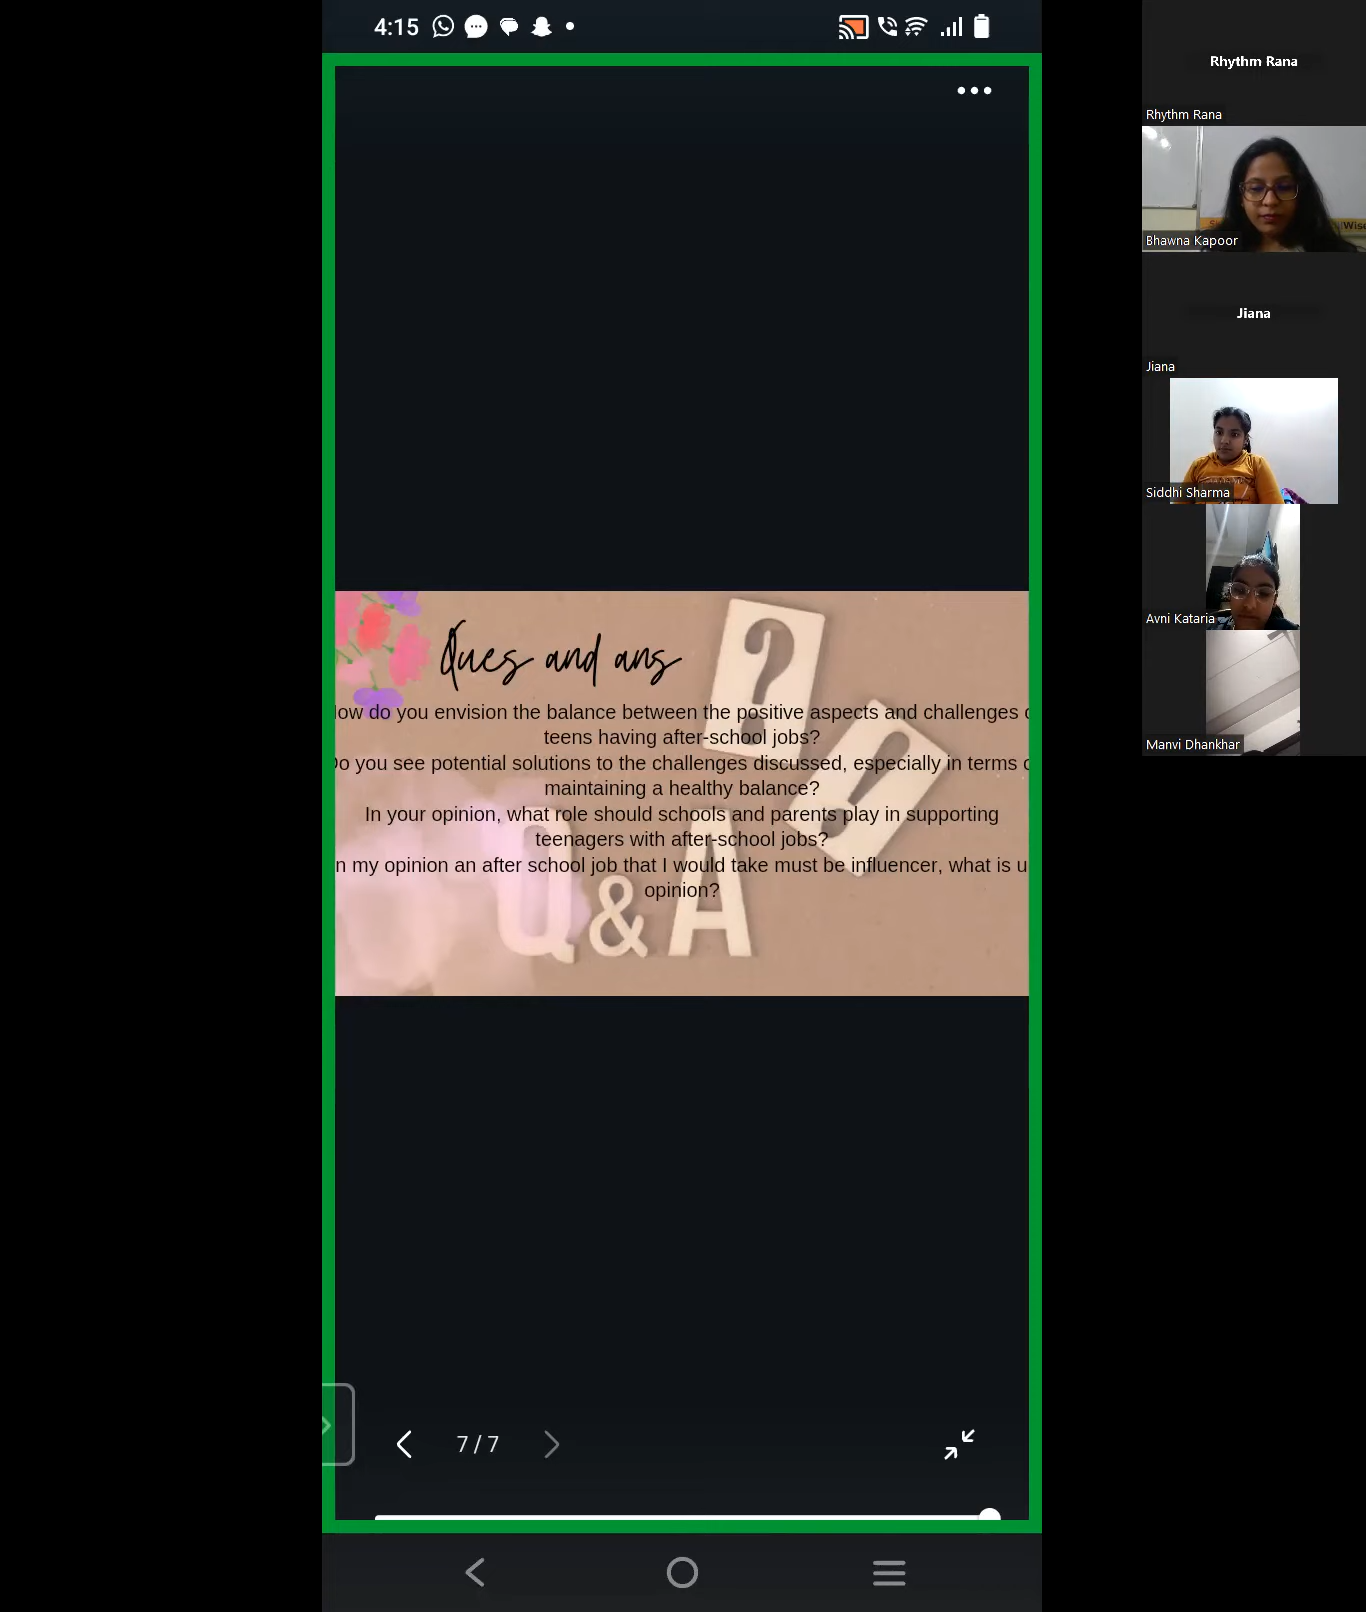 4:15
Rhythm Rana
Rhythm Rana
Wise
Bhawna Kapoor
Jiana
Jiana
Siddhi Sharma
Avni Kataria
Manvi Dhankhar
Ques and ans
do you envision the balance between the positive aspects and challenges
teens having after-school jobs?
you see potential solutions to the challenges discussed, especially in terms
maintaining a healthy balance?
In your opinion, what role should schools and parents play in supporting
teenagers with after-school jobs?
my opinion an after school job that I would take must be influencer, what is u
opinion?
? !
Q & A
7 / 7